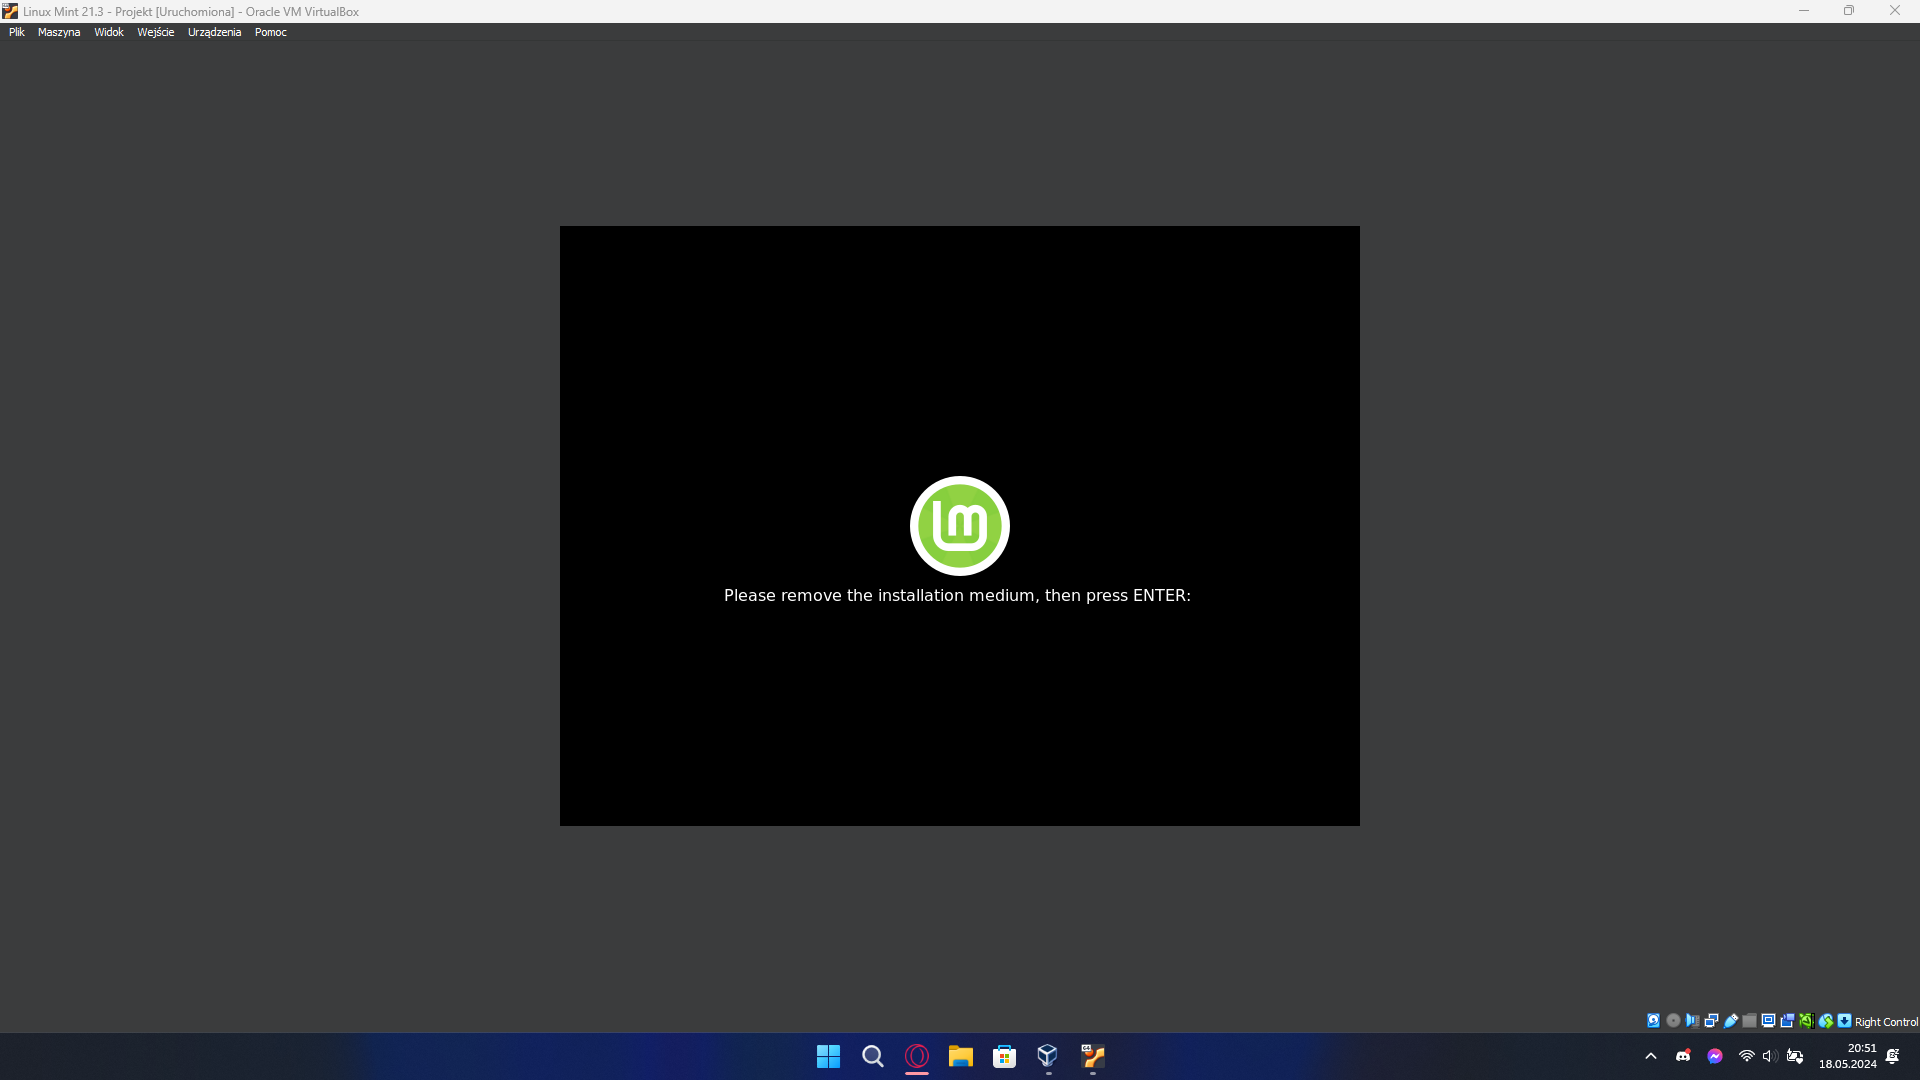 Linux Mint 21.3 - Projekt [Uruchomiona] - Oracle VM VirtualBox
Plik Maszyna Widok Wejście Urządzenia Pomoc
Please remove the installation medium, then press ENTER:
Right Control
20:51
18.05.2024